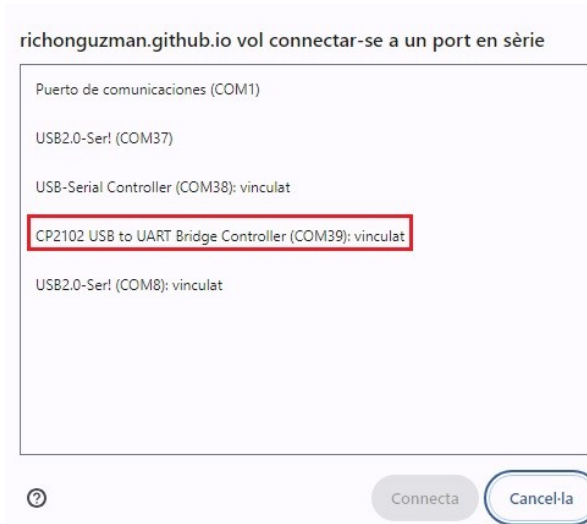 richonguzman.github.io vol connectar-se a un port en sèrie
Puerto de comunicaciones (COM1)
USB2.0-Ser! (COM37)
USB-Serial Controller (COM38): vinculat
CP2102 USB to UART Bridge Controller (COM39): vinculat
USB2.0-Ser! (COM8): vinculat
?
Connecta
Cancel·la